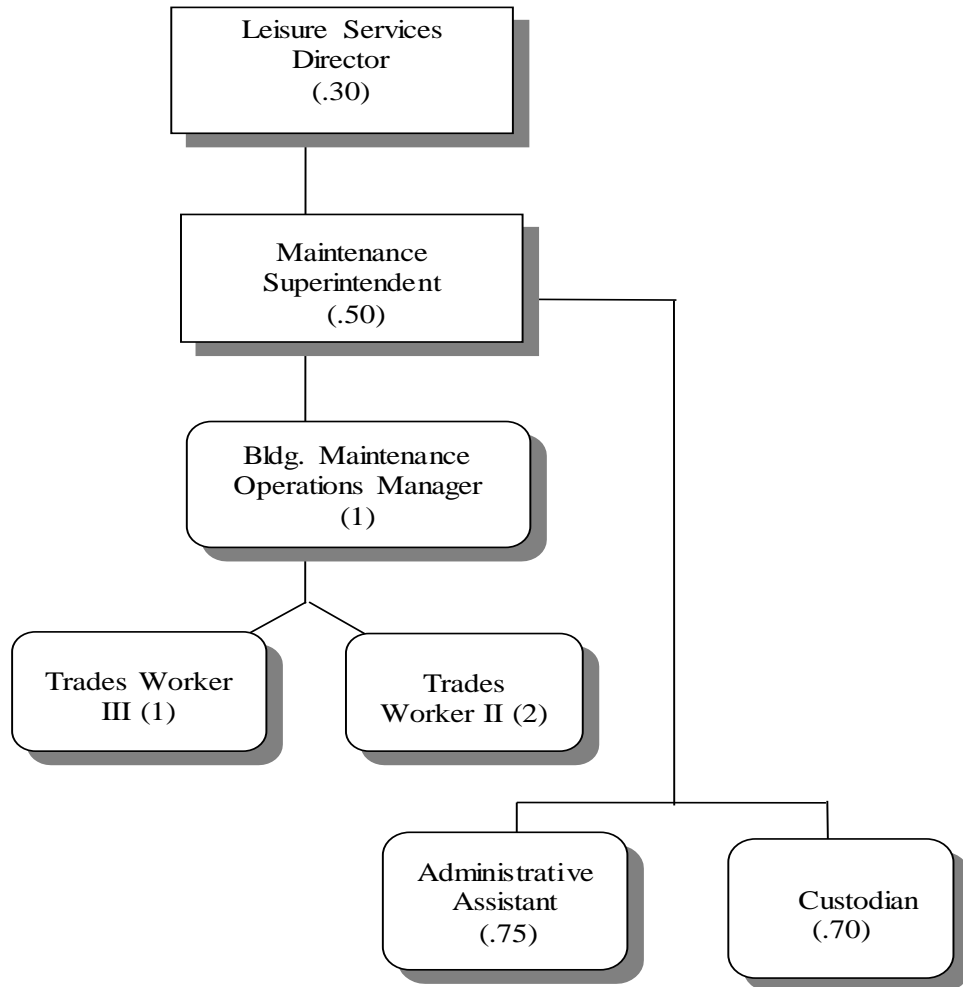 Leisure Services
Director
(.30)
Maintenance
Superintendent
(.50)
Bldg. Maintenance
Operations Manager
(1)
Trades Worker
III (1)
Trades
Worker II (2)
Administrative
Assistant
(.75)
Custodian
(.70)